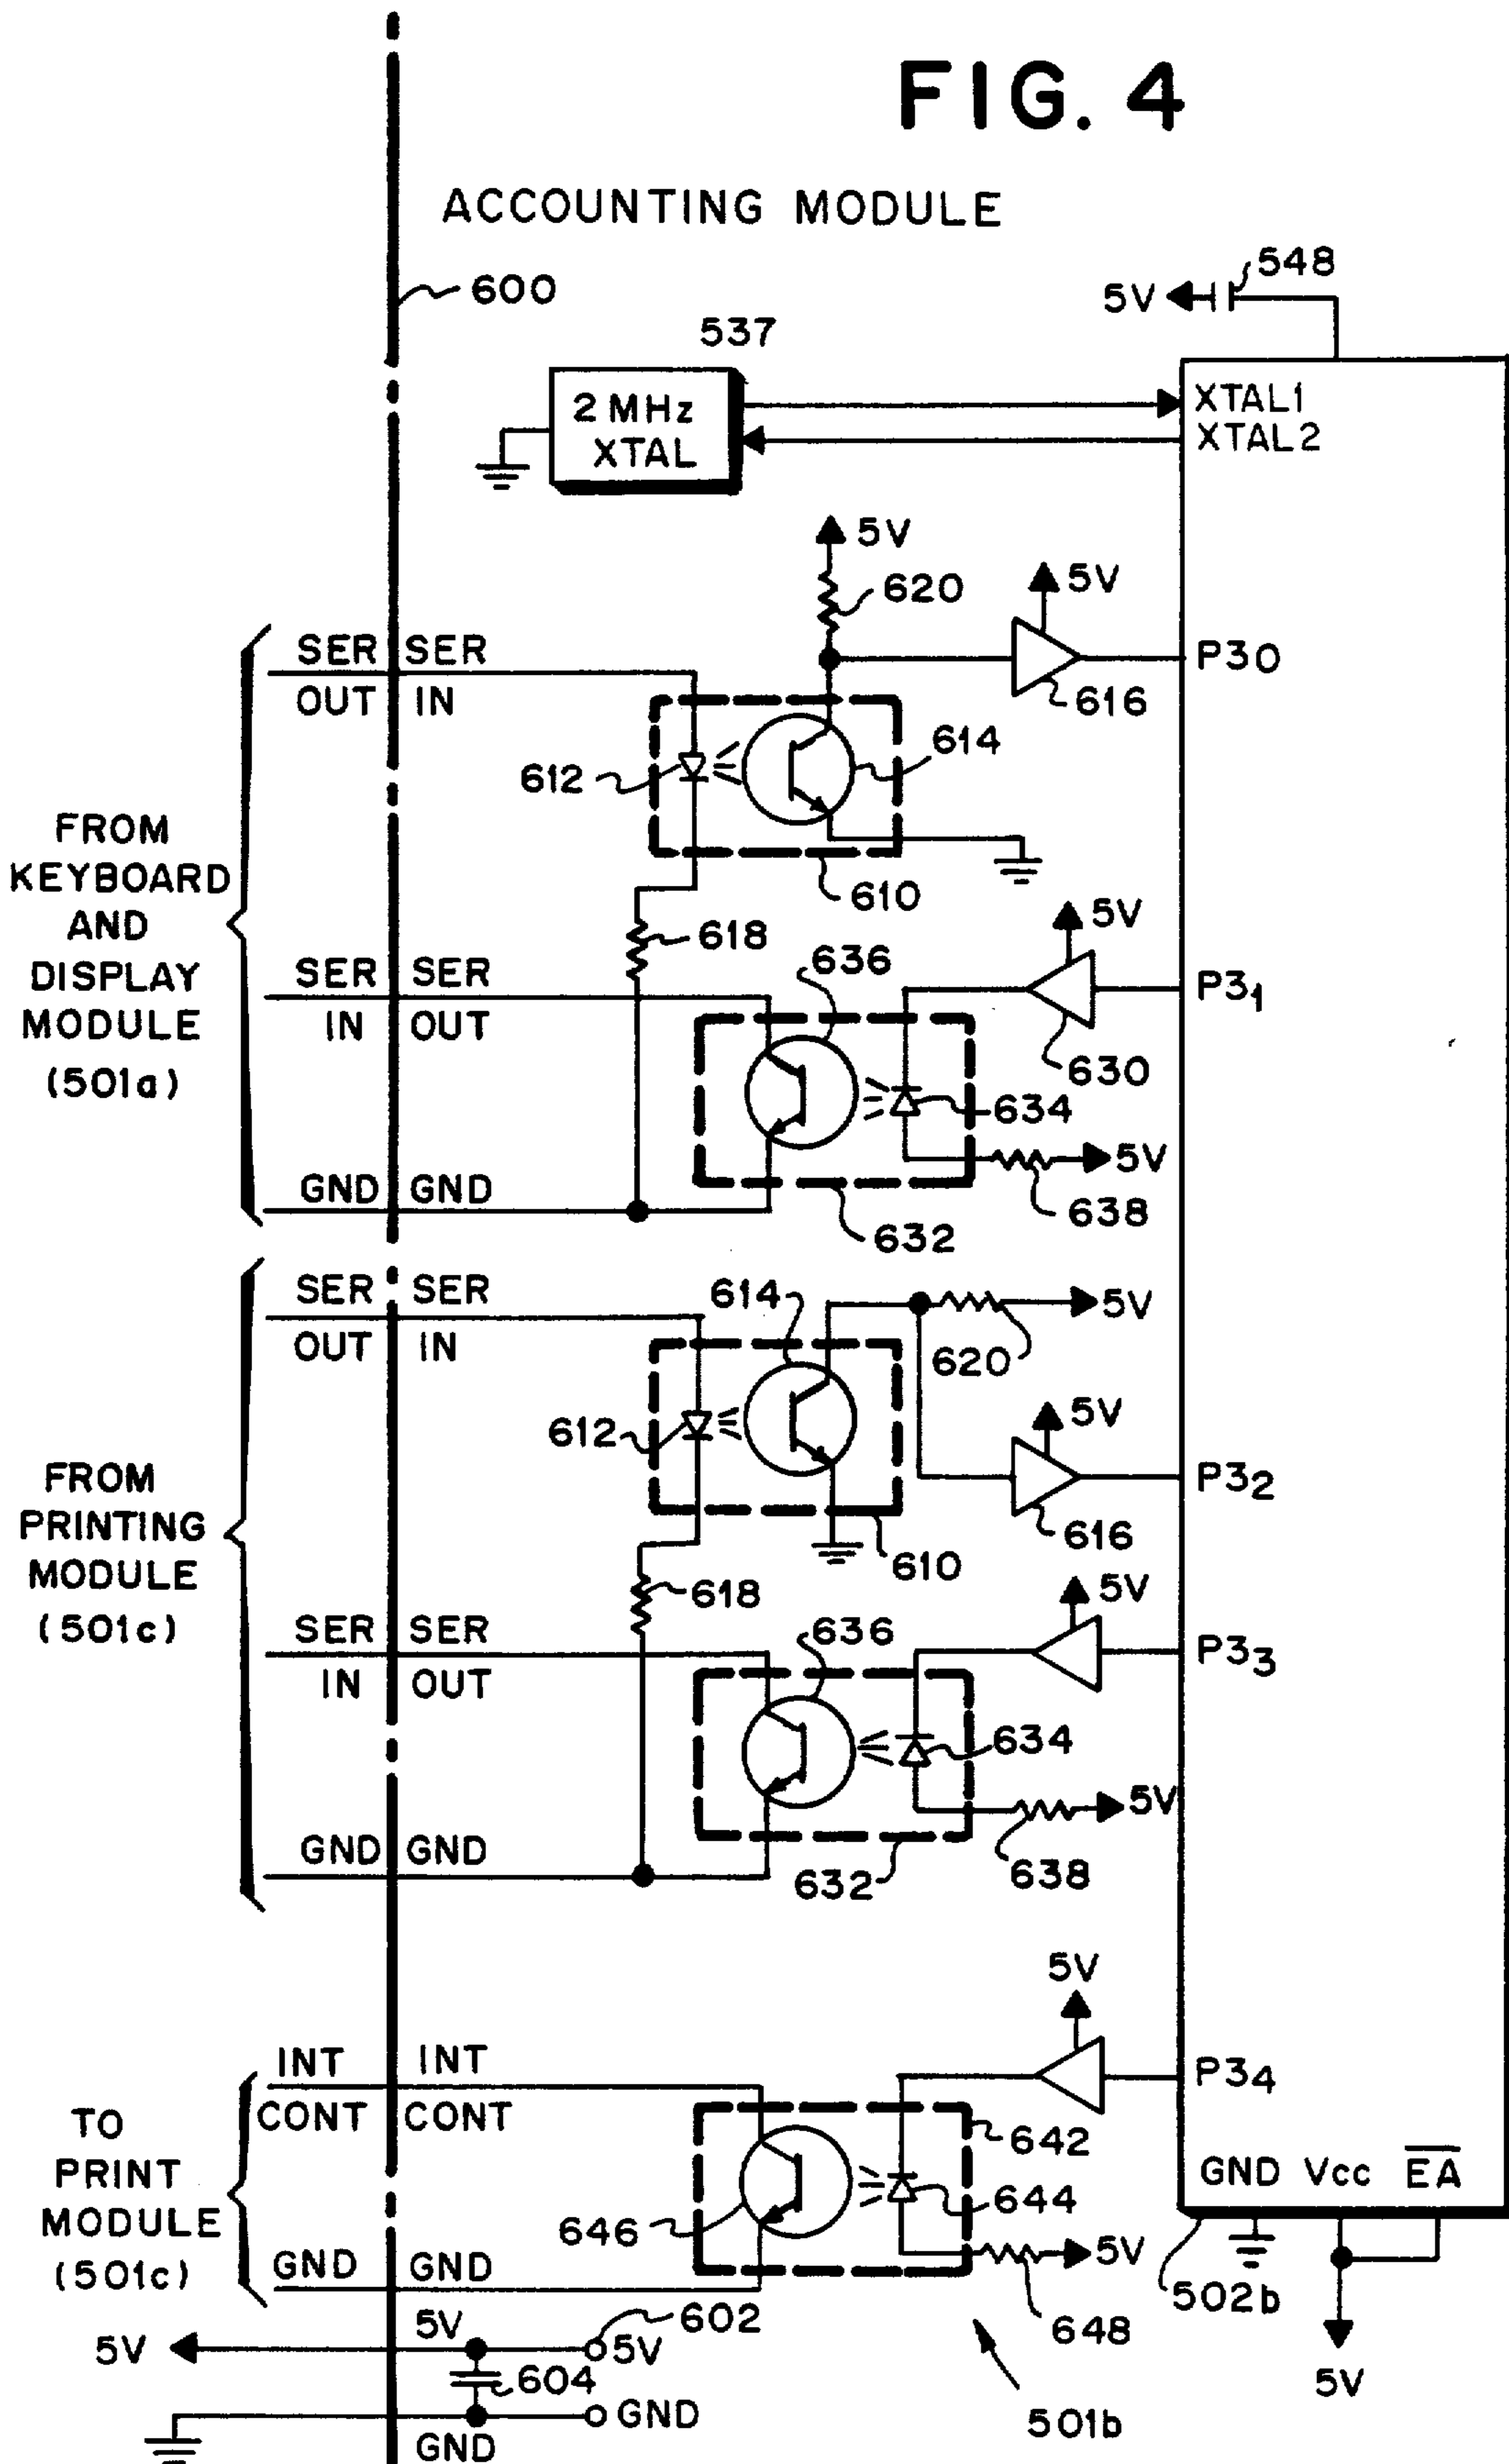 FIG. 4
ACCOUNTING MODULE
600
548
5V
537
2 MHz
XTAL
XTAL1
XTAL2
5V
620
5V
SER SER
OUT IN
P30
616
614
612
610
FROM
KEYBOARD
AND
DISPLAY
MODULE
(501a)
618
5V
636
SER SER
IN OUT
P31
630
634
5V
638
GND GND
632
SER SER
OUT IN
614
5V
620
612
5V
P32
616
610
FROM
PRINTING
MODULE
(501c)
618
5V
SER SER
IN OUT
636
P33
634
5V
638
GND GND
632
5V
INT INT
CONT CONT
P34
TO
PRINT
MODULE
(501c)
642
644
646
GND Vcc EA
GND GND
5V
648
502b
5V
5V
602
5V
604
GND
GND
501b
5V